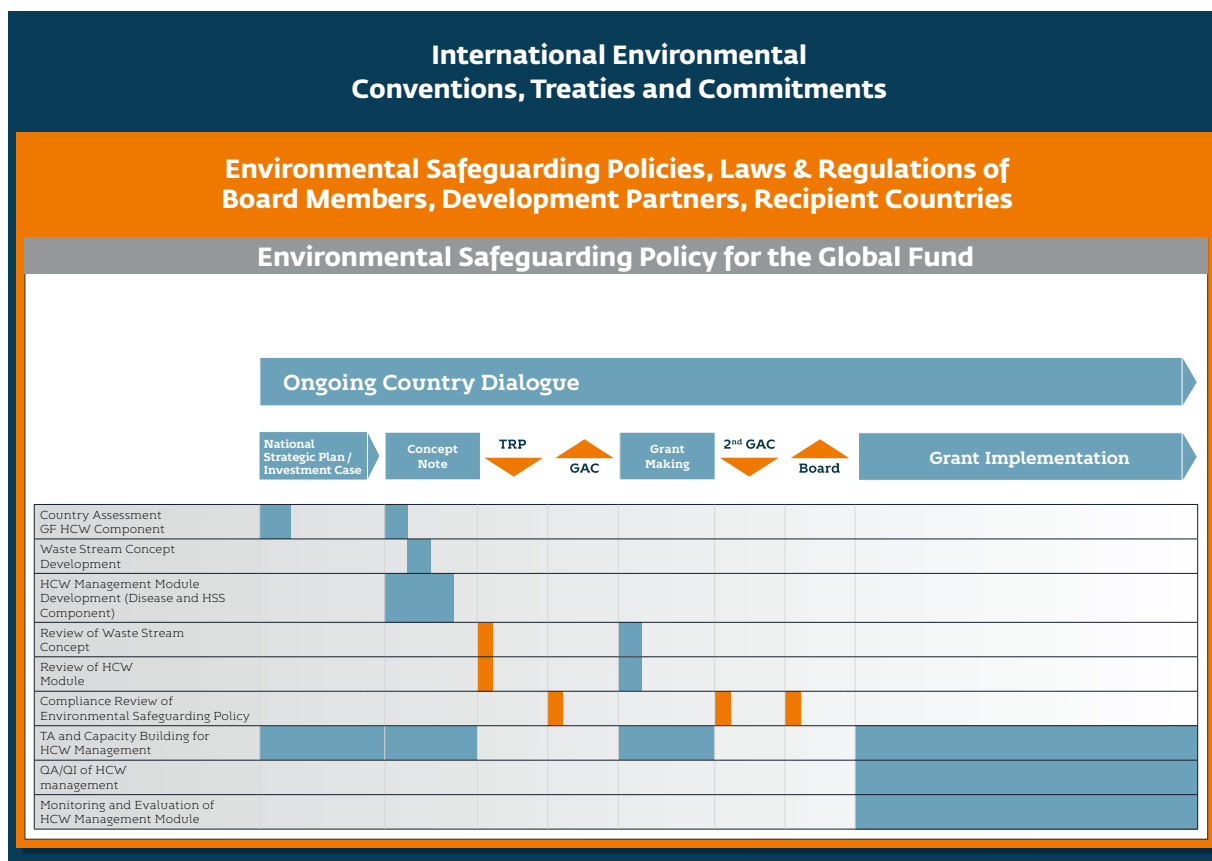 International Environmental
Conventions, Treaties and Commitments
Environmental Safeguarding Policies, Laws & Regulations of
Board Members, Development Partners, Recipient Countries
Environmental Safeguarding Policy for the Global Fund
Ongoing Country Dialogue
National
Strategic Plan /
Investment Case
Concept
Note
TRP
GAC
Grant
Making
2nd GAC
Board
Grant Implementation
Country Assessment
GF HCW Component
Waste Stream Concept
Development
HCW Management Module
Development (Disease and HSS
Component)
Review of Waste Stream
Concept
Review of HCW
Module
Compliance Review of
Environmental Safeguarding Policy
TA and Capacity Building for
HCW Management
QA/QI of HCW
management
Monitoring and Evaluation of
HCW Management Module